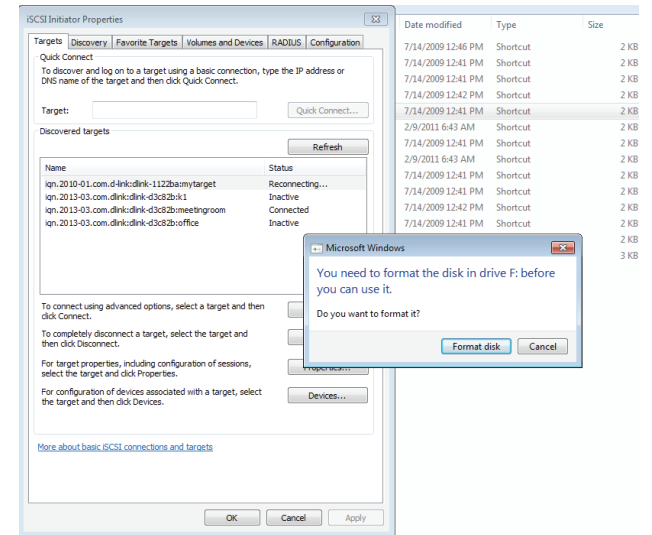 iSCSI Initiator Properties
Targets Discovery Favorite Targets Volumes and Devices RADIUS Configuration
Quick Connect
To discover and log on to a target using a basic connection, type the IP address or
DNS name of the target and then click Quick Connect.
Target:
Quick Connect...
Discovered targets
Refresh
Name Status
iqn.2010-01.com.d-link:dlink-1122ba:mytarget Reconnecting...
iqn.2013-03.com.dlink:dlink-d3c82b:k1 Inactive
iqn.2013-03.com.dlink:dlink-d3c82b:meetingroom Connected
iqn.2013-03.com.dlink:dlink-d3c82b:office Inactive
To connect using advanced options, select a target and then
click Connect.
To completely disconnect a target, select the target and
then click Disconnect.
For target properties, including configuration of sessions,
select the target and click Properties.
Properties...
For configuration of devices associated with a target, select
the target and then click Devices.
Devices...
More about basic iSCSI connections and targets
OK Cancel Apply
Date modified Type Size
7/14/2009 12:46 PM Shortcut 2 KB
7/14/2009 12:41 PM Shortcut 2 KB
7/14/2009 12:41 PM Shortcut 2 KB
7/14/2009 12:42 PM Shortcut 2 KB
7/14/2009 12:41 PM Shortcut 2 KB
2/9/2011 6:43 AM Shortcut 2 KB
7/14/2009 12:41 PM Shortcut 2 KB
2/9/2011 6:43 AM Shortcut 2 KB
7/14/2009 12:41 PM Shortcut 2 KB
7/14/2009 12:41 PM Shortcut 2 KB
7/14/2009 12:42 PM Shortcut 2 KB
7/14/2009 12:41 PM Shortcut 2 KB
2 KB
3 KB
Microsoft Windows
You need to format the disk in drive F: before
you can use it.
Do you want to format it?
Format disk Cancel